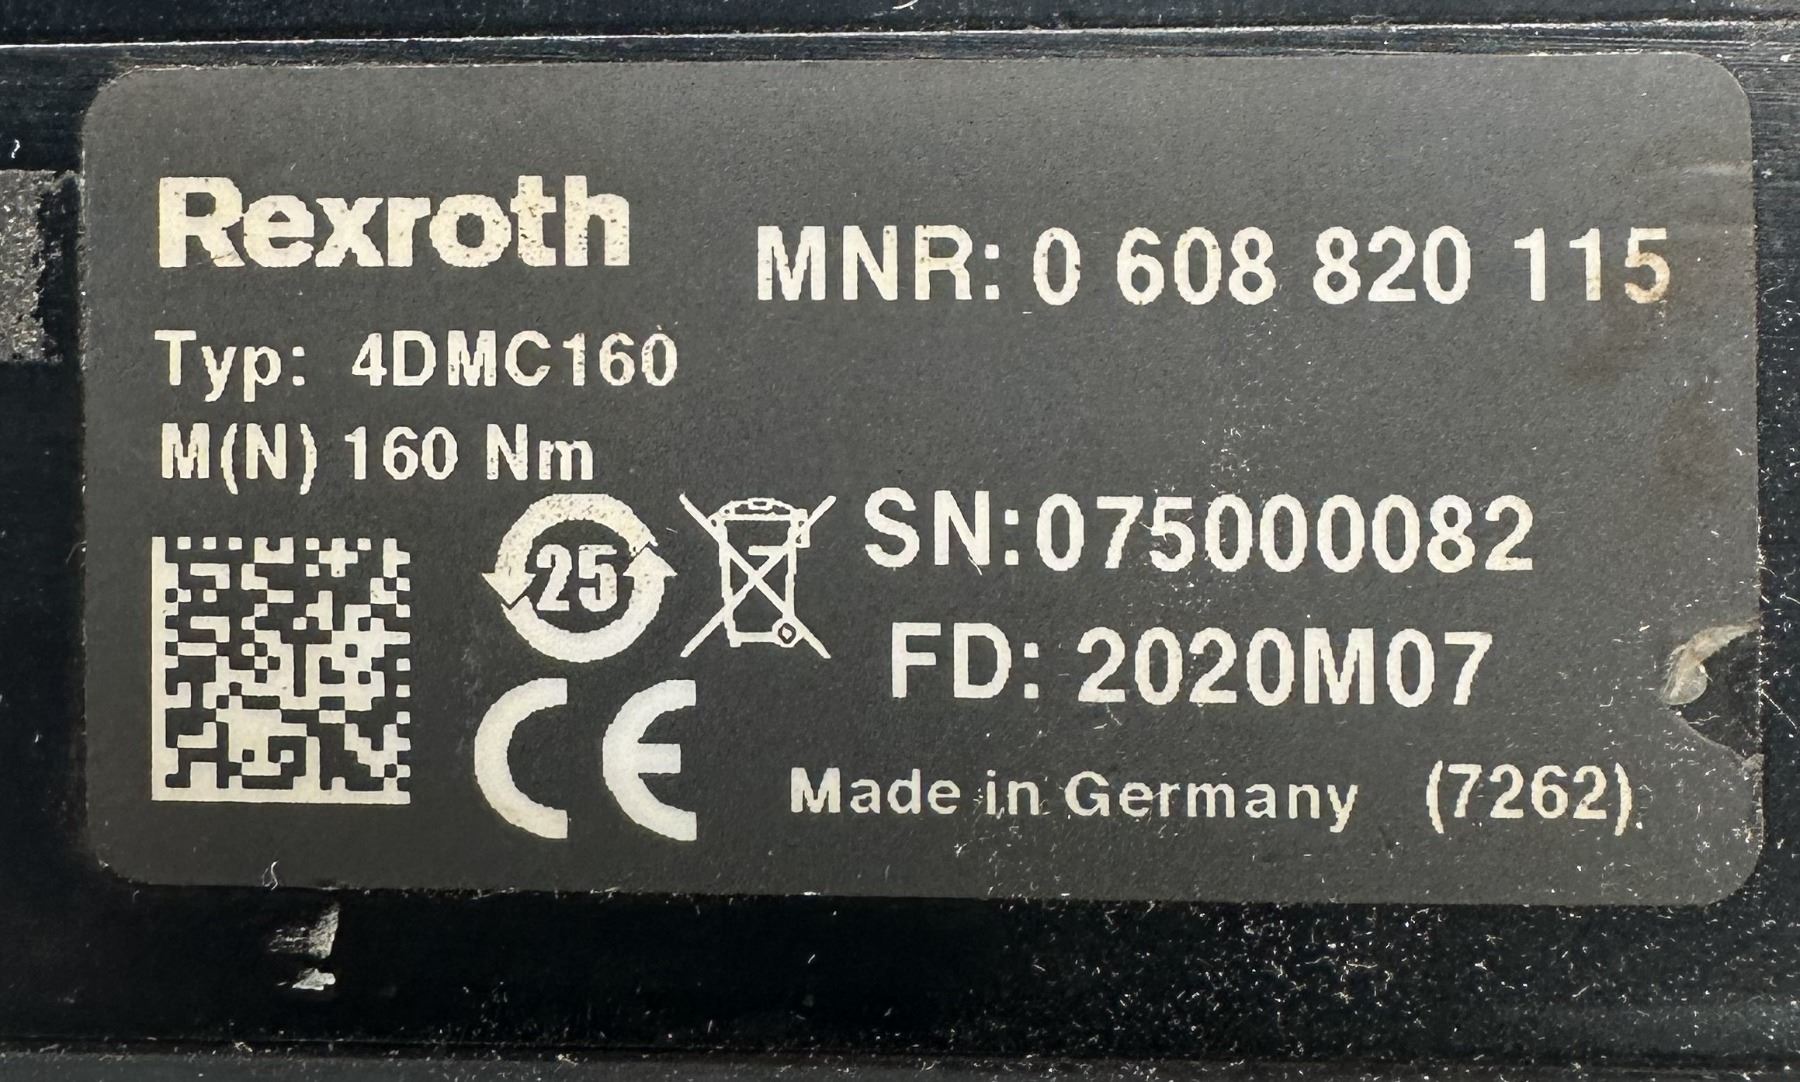 Rexroth
MNR: 0 608 820 115
Typ: 4DMC160
M(N) 160 Nm
25
SN:075000082
FD: 2020M07
CE
Made in Germany (7262)